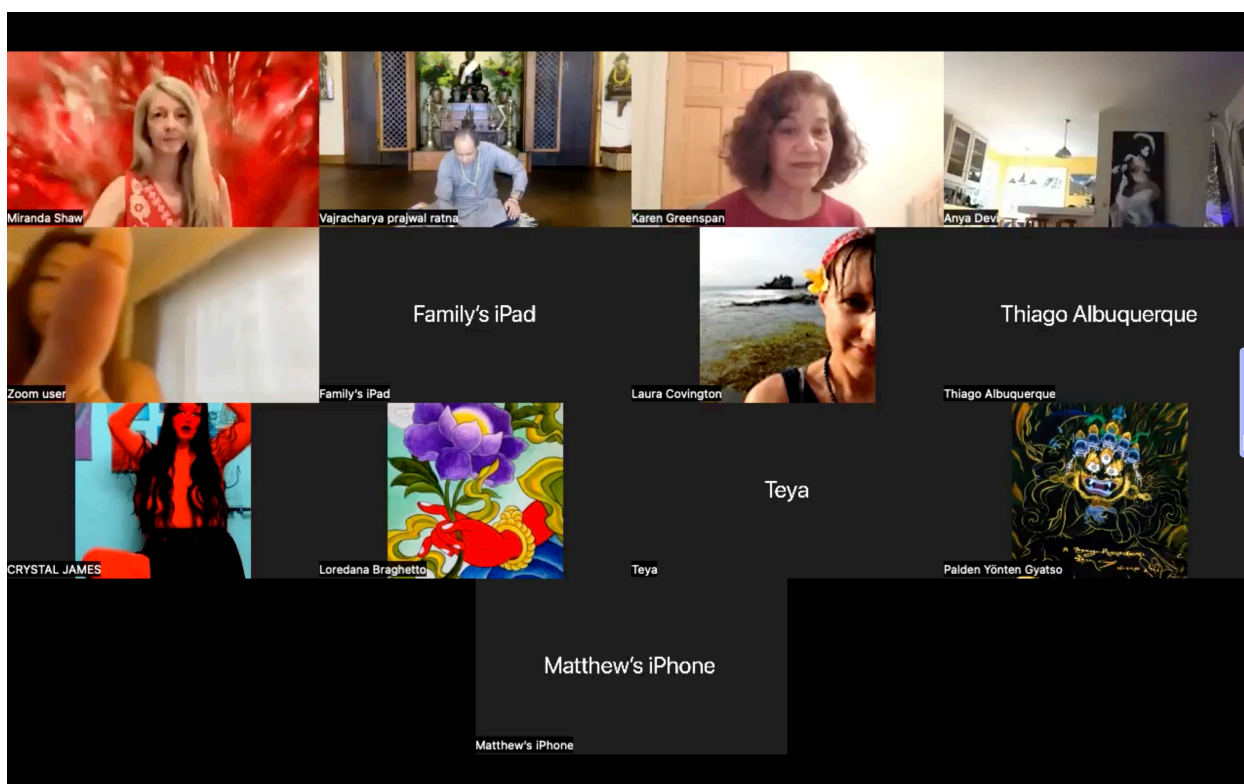 Miranda Shaw
Vajracharya prajwal ratna
Karen Greenspan
Anya Devi
Zoom user
Family's iPad
Family's iPad
Laura Covington
Thiago Albuquerque
Thiago Albuquerque
CRYSTAL JAMES
Loredana Braghetto
Teya
Teya
Palden Yönten Gyatso
Matthew's iPhone
Matthew's iPhone